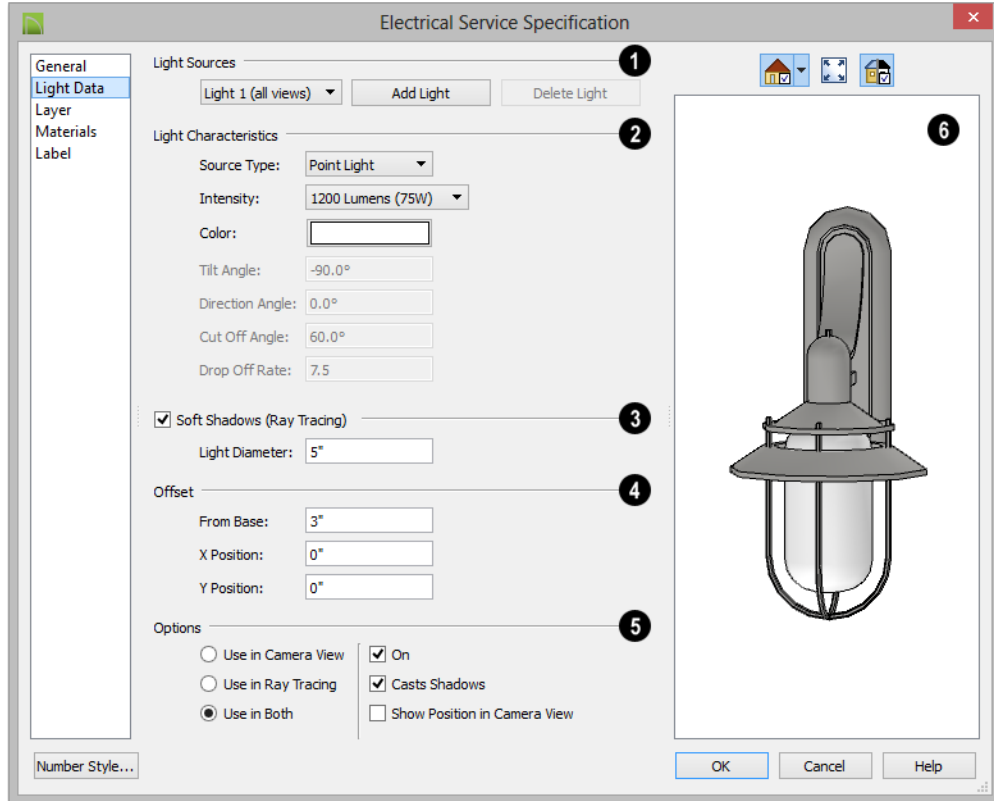 Electrical Service Specification
General
Light Data
Layer
Materials
Label
Light Sources 1
Light 1 (all views) Add Light Delete Light
Light Characteristics 2
Source Type: Point Light
Intensity: 1200 Lumens (75W)
Color:
Tilt Angle: -90.0°
Direction Angle: 0.0°
Cut Off Angle: 60.0°
Drop Off Rate: 7.5
Soft Shadows (Ray Tracing) 3
Light Diameter: 5"
Offset 4
From Base: 3"
X Position: 0"
Y Position: 0"
Options 5
Use in Camera View On
Use in Ray Tracing Casts Shadows
Use in Both Show Position in Camera View
6
Number Style... OK Cancel Help